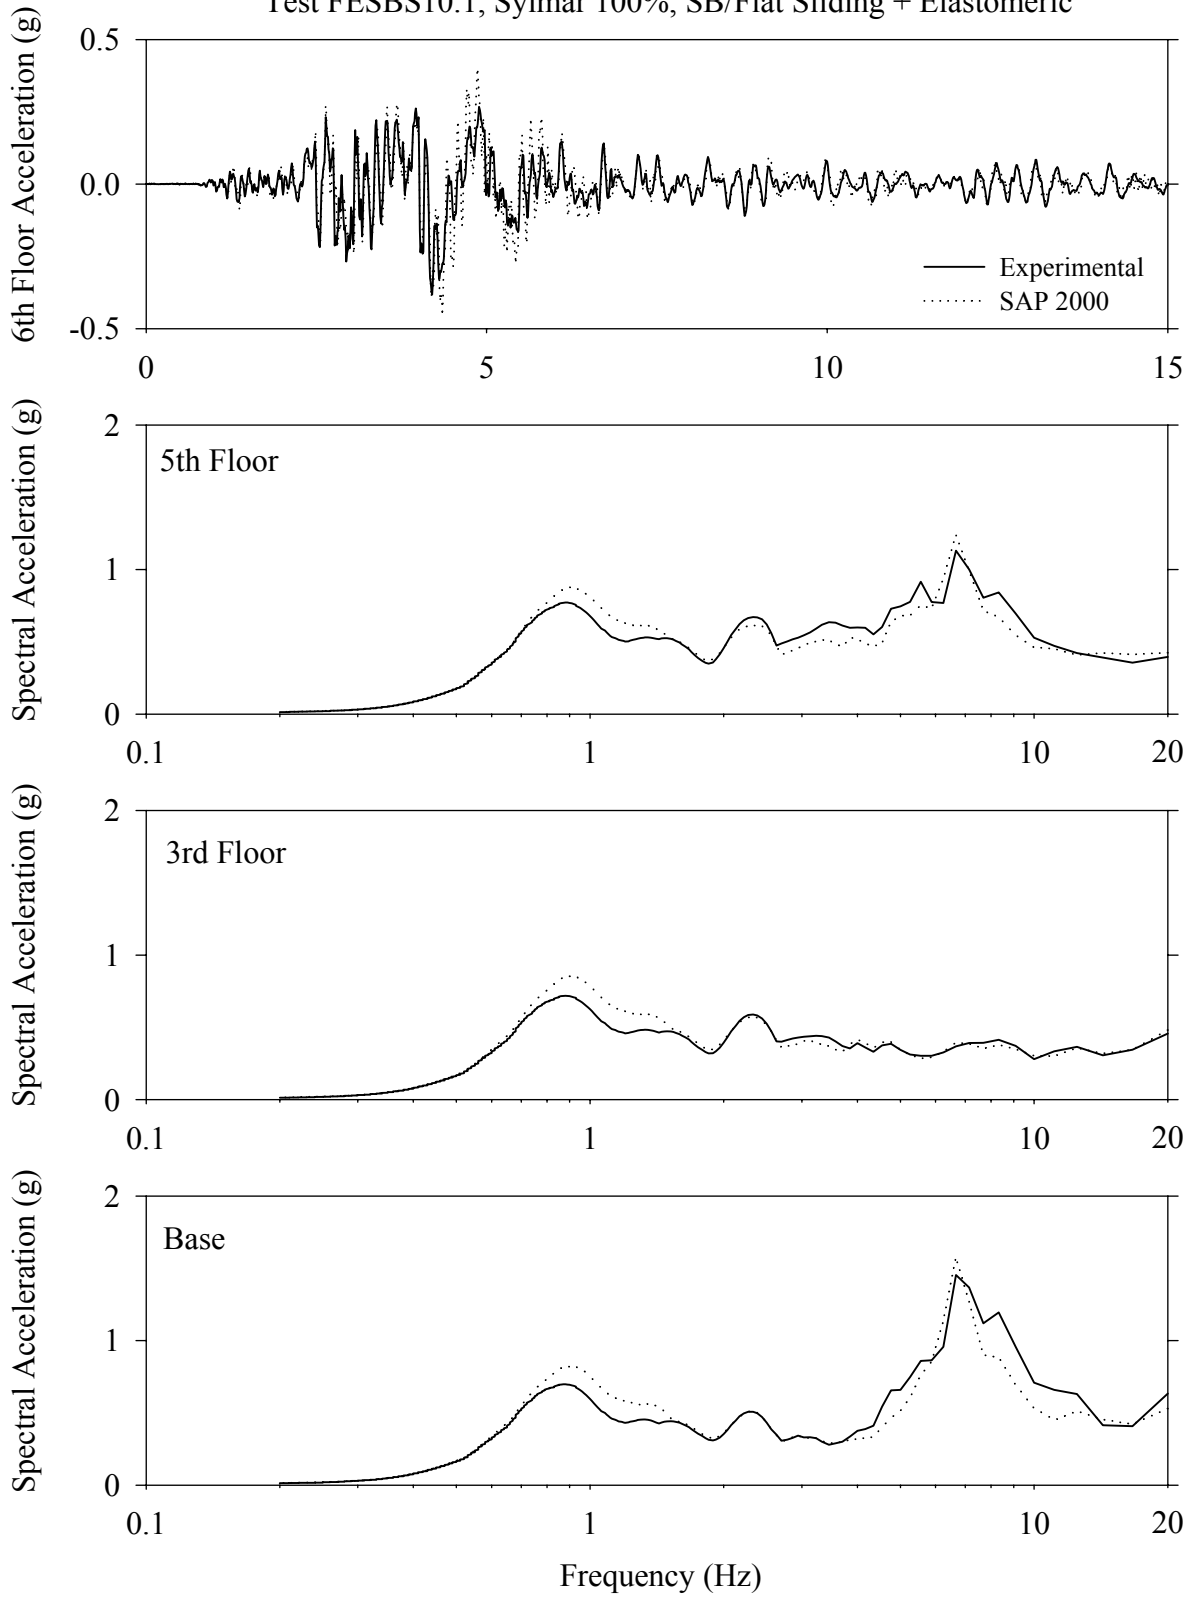 Test FESBS10.1, Sylmar 100%, SB/Flat Sliding + Elastomeric
6th Floor Acceleration (g)
0.5
0.0
-0.5
Experimental
SAP 2000
0 5 10 15
Spectral Acceleration (g)
2
1
0
5th Floor
0.1 1 10 20
Spectral Acceleration (g)
2
1
0
3rd Floor
0.1 1 10 20
Spectral Acceleration (g)
2
1
0
Base
0.1 1 10 20
Frequency (Hz)